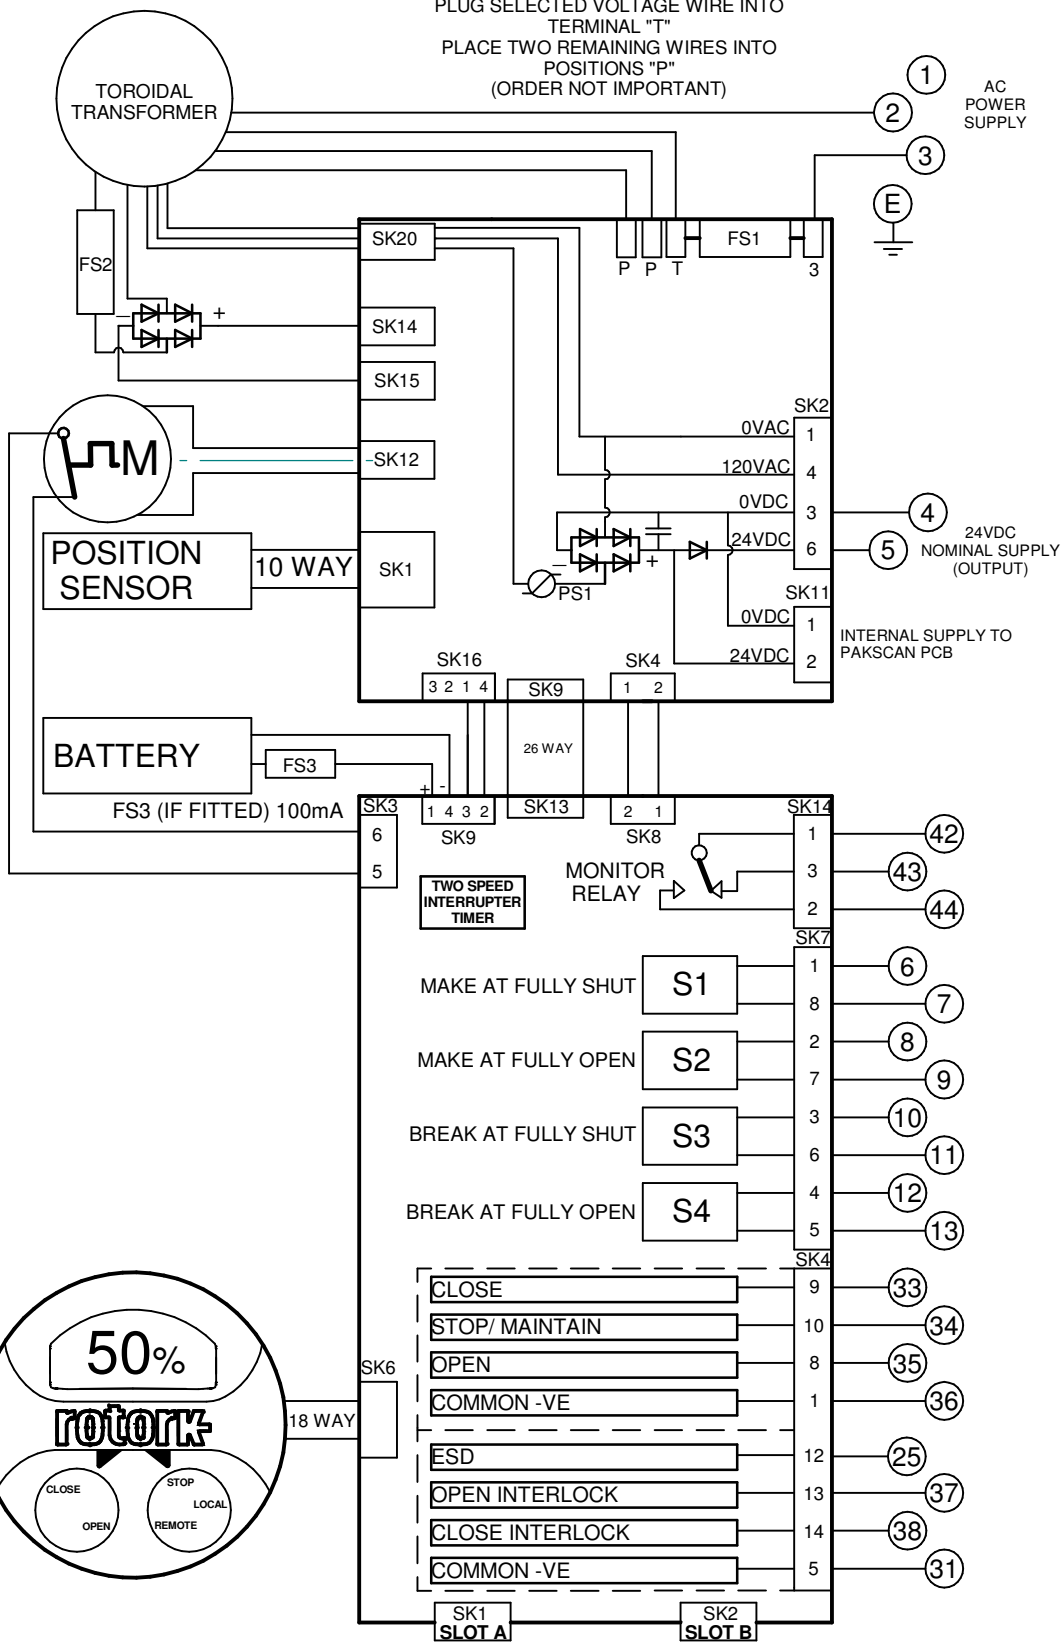 PLUG SELECTED VOLTAGE WIRE INTO
TERMINAL "T"
PLACE TWO REMAINING WIRES INTO
POSITIONS "P"
(ORDER NOT IMPORTANT)
TOROIDAL
TRANSFORMER
1
2
3
E
AC
POWER
SUPPLY
FS2
SK20
P P T
FS1
3
- +
SK14
SK15
SK12
M
SK2
0VAC 1
120VAC 4
0VDC 3
24VDC 6
4
5
24VDC
NOMINAL SUPPLY
(OUTPUT)
- +
PS1
POSITION
SENSOR
10 WAY
SK1
SK11
0VDC 1
24VDC 2
INTERNAL SUPPLY TO
PAKSCAN PCB
SK16
3 2 1 4
SK9
SK4
1 2
BATTERY
FS3
26 WAY
FS3 (IF FITTED) 100mA
+ -
SK3
6
5
1 4 3 2
SK9
SK13
2 1
SK8
SK14
1 42
3 43
2 44
TWO SPEED
INTERRUPTER
TIMER
MONITOR
RELAY
SK7
MAKE AT FULLY SHUT S1
1 6
8 7
MAKE AT FULLY OPEN S2
2 8
7 9
BREAK AT FULLY SHUT S3
3 10
6 11
BREAK AT FULLY OPEN S4
4 12
5 13
SK4
CLOSE 9 33
STOP/ MAINTAIN 10 34
OPEN 8 35
COMMON -VE 1 36
ESD 12 25
OPEN INTERLOCK 13 37
CLOSE INTERLOCK 14 38
COMMON -VE 5 31
50%
rotork
CLOSE
OPEN
STOP
LOCAL
REMOTE
18 WAY
SK6
SK1
SLOT A
SK2
SLOT B